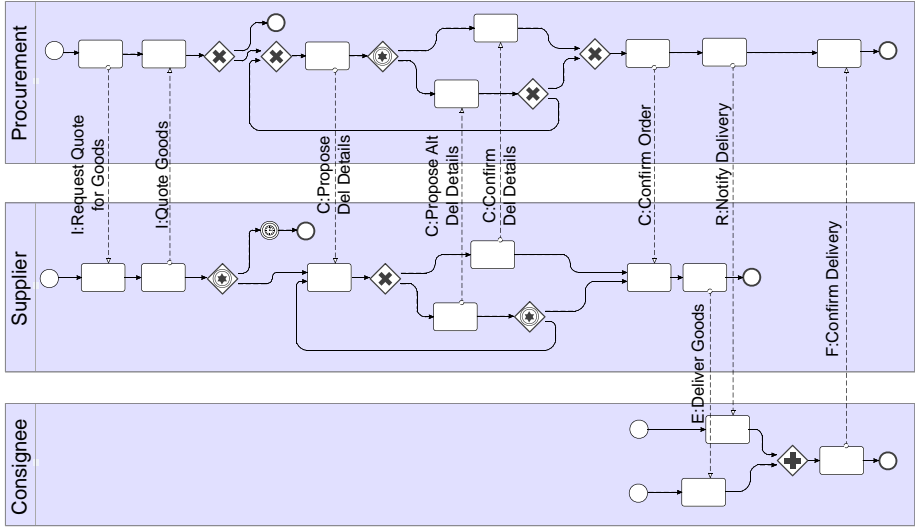 Procurement
I:Request Quote
for Goods
I:Quote Goods
C:Propose
Del Details
C:Propose Alt
Del Details
C:Confirm
Del Details
C:Confirm Order
R:Notify Delivery
Supplier
E:Deliver Goods
F:Confirm Delivery
Consignee